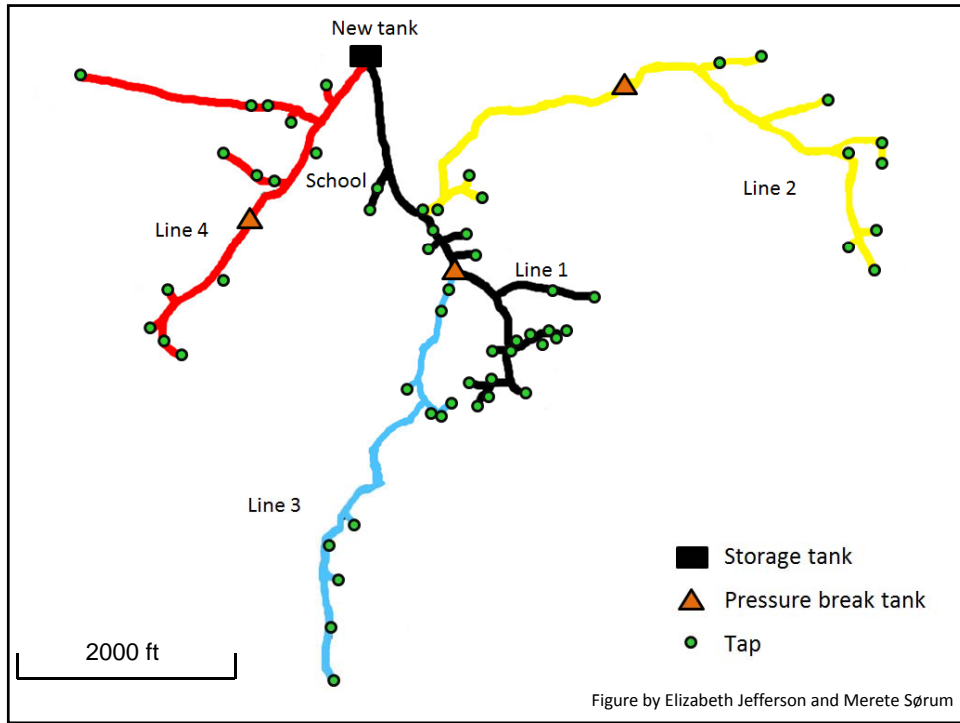 New tank
School
Line 2
Line 4
Line 1
Line 3
Storage tank
Pressure break tank
Tap
2000 ft
Figure by Elizabeth Jefferson and Merete Sørum